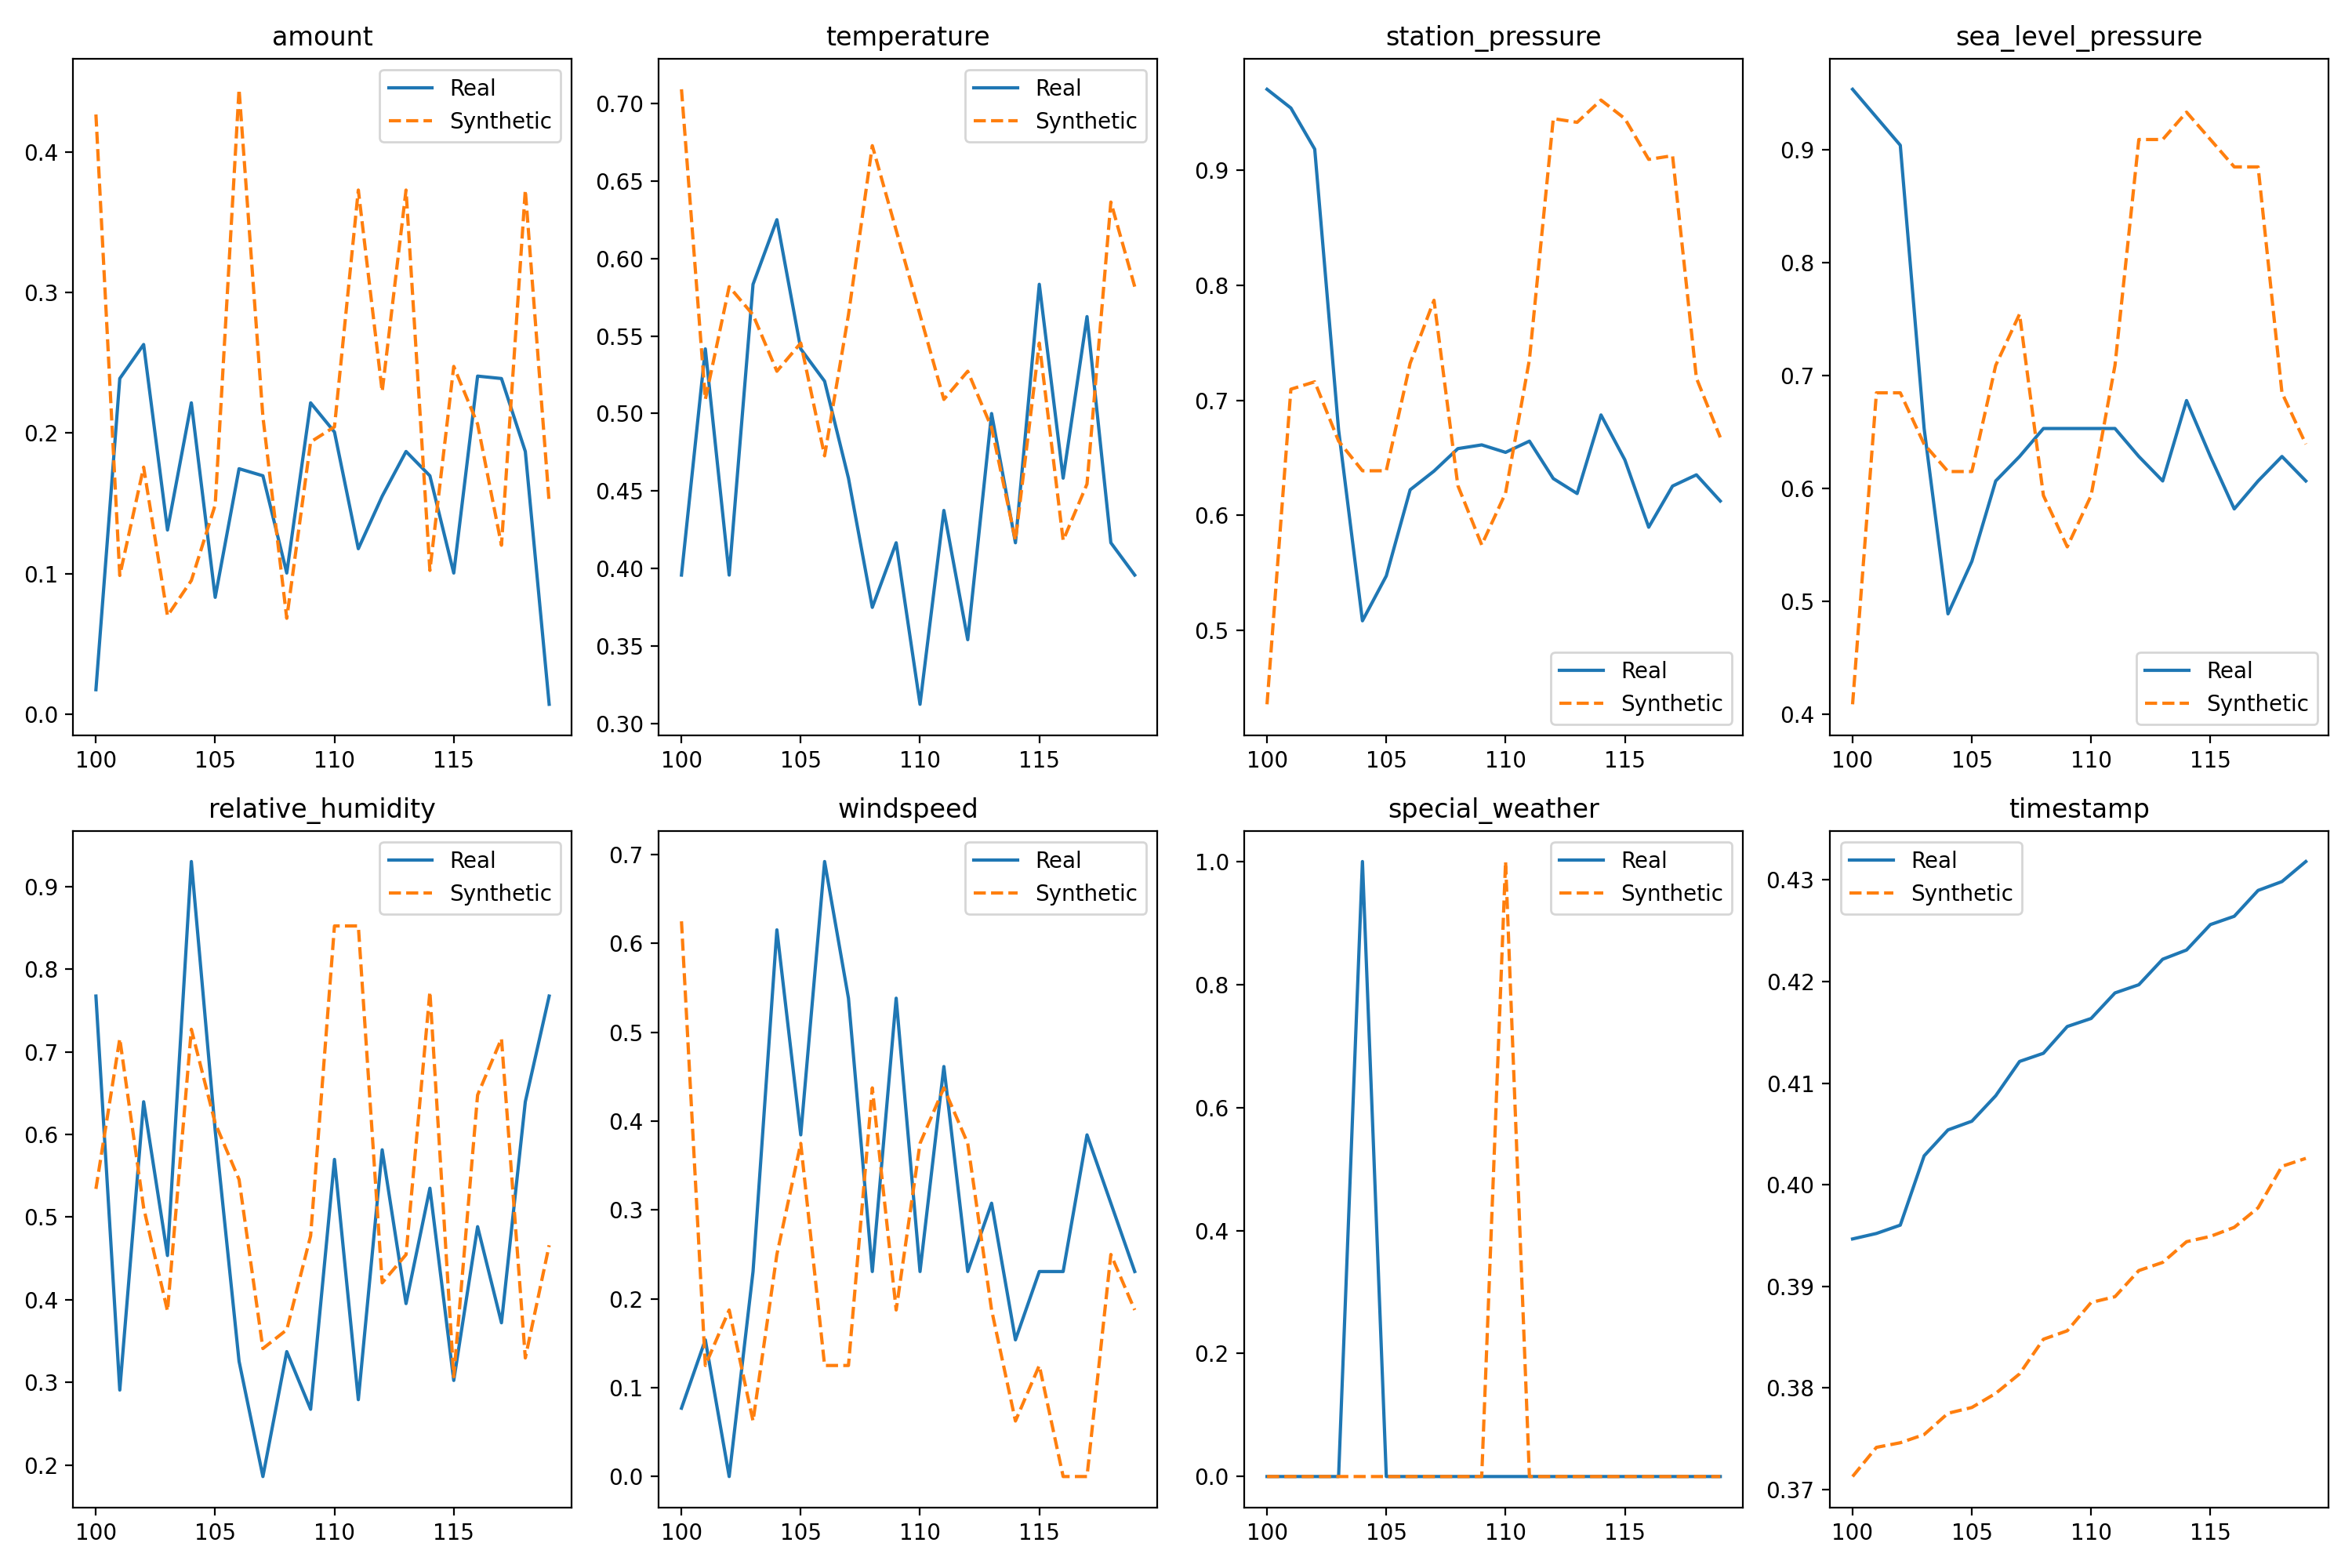 amount
Real
Synthetic
0.4
0.3
0.2
0.1
0.0
100 105 110 115
temperature
Real
Synthetic
0.70
0.65
0.60
0.55
0.50
0.45
0.40
0.35
0.30
100 105 110 115
station_pressure
0.9
0.8
0.7
0.6
0.5
Real
Synthetic
100 105 110 115
sea_level_pressure
0.9
0.8
0.7
0.6
0.5
0.4
Real
Synthetic
100 105 110 115
relative_humidity
Real
Synthetic
0.9
0.8
0.7
0.6
0.5
0.4
0.3
0.2
100 105 110 115
windspeed
Real
Synthetic
0.7
0.6
0.5
0.4
0.3
0.2
0.1
0.0
100 105 110 115
special_weather
Real
Synthetic
1.0
0.8
0.6
0.4
0.2
0.0
100 105 110 115
timestamp
Real
Synthetic
0.43
0.42
0.41
0.40
0.39
0.38
0.37
100 105 110 115